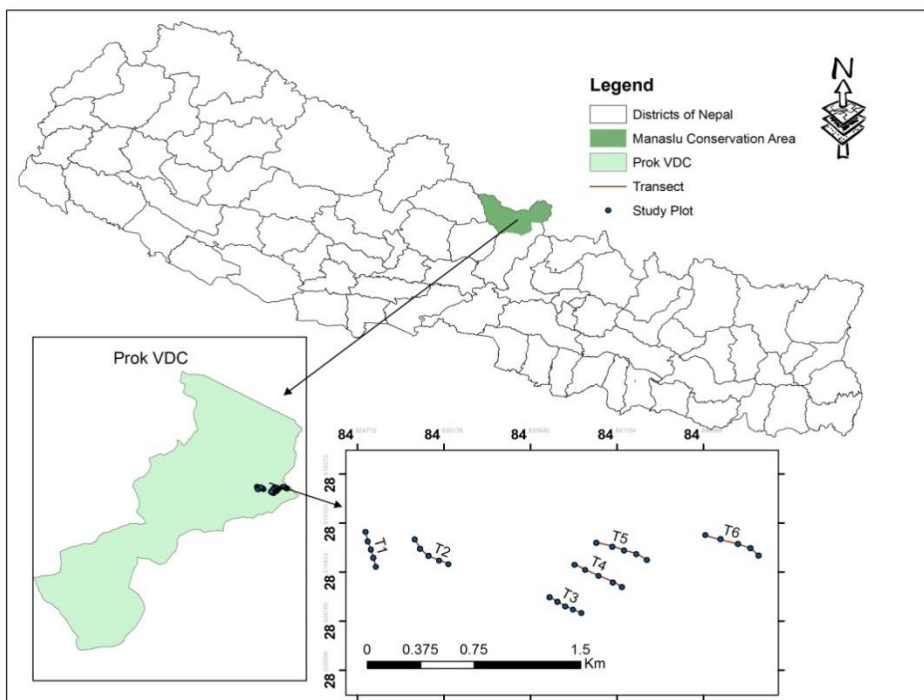 N
Legend
Districts of Nepal
Manaslu Conservation Area
Prok VDC
Transect
Study Plot
Prok VDC
84 84 84 84 84
28
28
28
28
28
T1
T2
T3
T4
T5
T6
0 0.375 0.75 1.5
Km